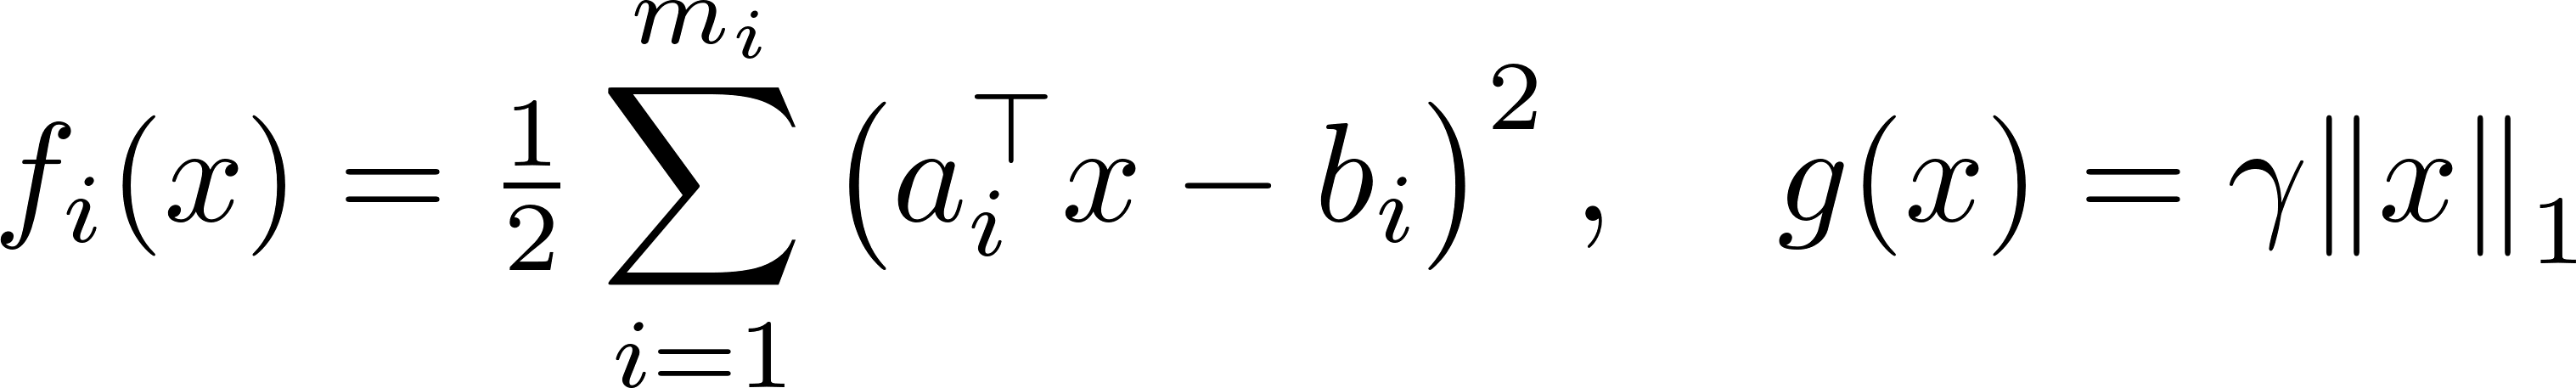 f_i(x) = \frac{1}{2} \sum_{i=1}^{m_i} \left(a_i^\top x - b_i\right)^2 , \quad g(x) = \gamma \|x\|_1